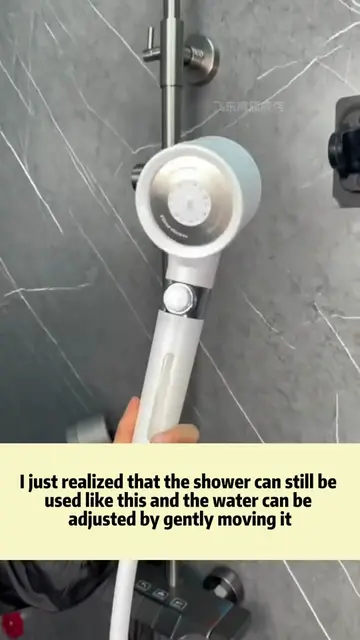 I just realized that the shower can still be
used like this and the water can be
adjusted by gently moving it